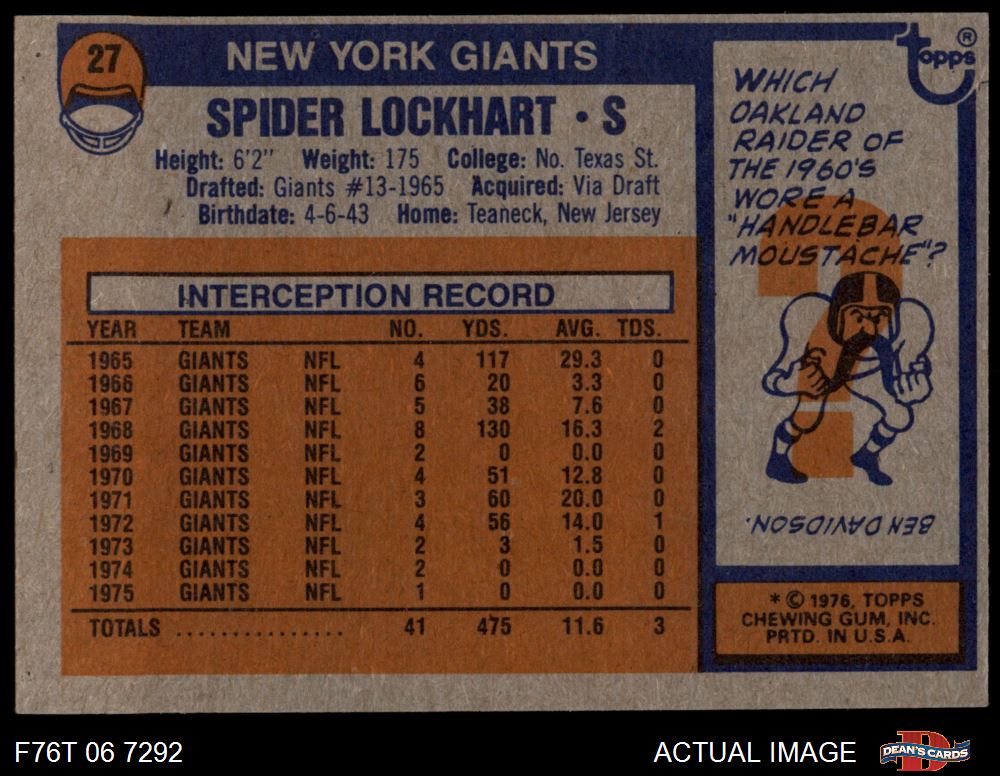 27
NEW YORK GIANTS
SPIDER LOCKHART • S
Height: 6'2" Weight: 175 College: No. Texas St.
Drafted: Giants #13-1965 Acquired: Via Draft
Birthdate: 4-6-43 Home: Teaneck, New Jersey
INTERCEPTION RECORD
YEAR TEAM NO. YDS. AVG. TDS.
1965 GIANTS NFL 4 117 29.3 0
1966 GIANTS NFL 6 20 3.3 0
1967 GIANTS NFL 5 38 7.6 0
1968 GIANTS NFL 8 130 16.3 2
1969 GIANTS NFL 2 0 0.0 0
1970 GIANTS NFL 4 51 12.8 0
1971 GIANTS NFL 3 60 20.0 0
1972 GIANTS NFL 4 56 14.0 1
1973 GIANTS NFL 2 3 1.5 0
1974 GIANTS NFL 2 0 0.0 0
1975 GIANTS NFL 1 0 0.0 0
TOTALS ............... 41 475 11.6 3
Topps ®
WHICH
OAKLAND
RAIDER OF
THE 1960'S
WORE A
"HANDLEBAR
MOUSTACHE"?
?
BEN DAVIDSON.
* © 1976, TOPPS
CHEWING GUM, INC.
PRTD. IN U.S.A.
F76T 06 7292
ACTUAL IMAGE
D
DEAN'S CARDS